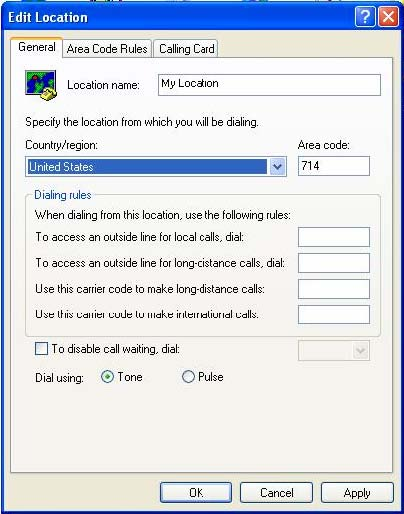 Edit Location
General
Area Code Rules
Calling Card
Location name: My Location
Specify the location from which you will be dialing.
Country/region: Area code:
United States 714
Dialing rules
When dialing from this location, use the following rules:
To access an outside line for local calls, dial:
To access an outside line for long-distance calls, dial:
Use this carrier code to make long-distance calls:
Use this carrier code to make international calls:
To disable call waiting, dial:
Dial using: Tone Pulse
OK Cancel Apply